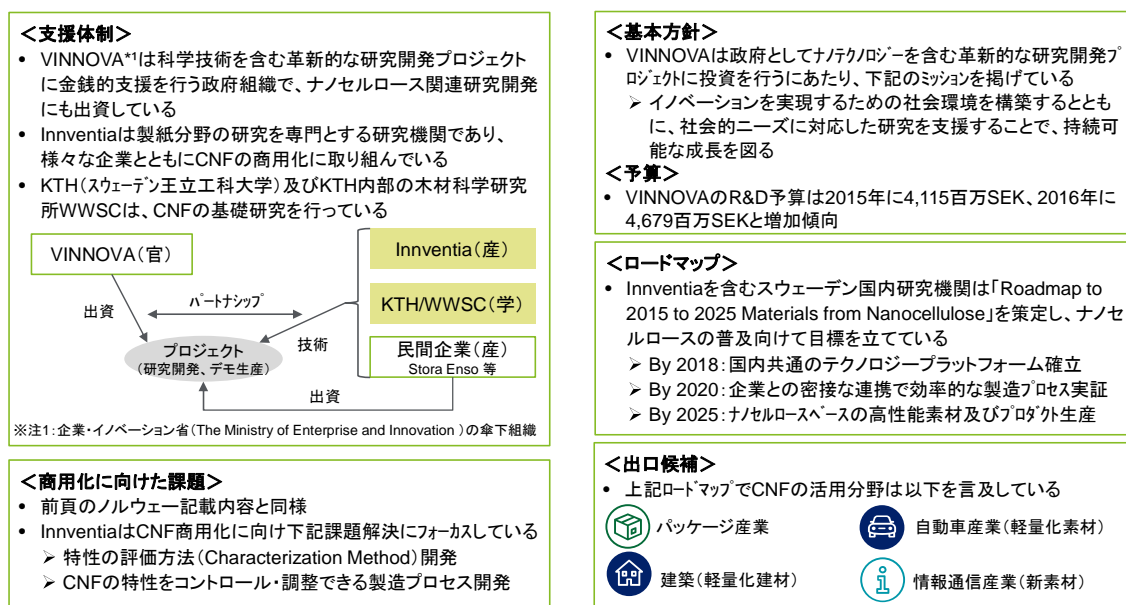 ＜支援体制＞
• VINNOVA*¹は科学技術を含む革新的な研究開発プロジェクト
に金銭的支援を行う政府組織で、ナノセルロース関連研究開発
にも出資している
• Innventiaは製紙分野の研究を専門とする研究機関であり、
様々な企業とともにCNFの商用化に取り組んでいる
• KTH（ｽｳｪｰﾃﾞﾝ王立工科大学）及びKTH内部の木材科学研究
所WWSCは、CNFの基礎研究を行っている
VINNOVA（官）
Innventia（産）
出資
ﾊﾟｰﾄﾅｼｯﾌﾟ
KTH/WWSC（学）
技術
プロジェクト
（研究開発、デモ生産）
民間企業（産）
Stora Enso 等
出資
※注1：企業・イノベーション省（The Ministry of Enterprise and Innovation ）の傘下組織
＜商用化に向けた課題＞
• 前頁のノルウェー記載内容と同様
• InnventiaはCNF商用化に向け下記課題解決にﾌｫｰｶｽしている
➢ 特性の評価方法（Characterization Method）開発
➢ CNFの特性をコントロール・調整できる製造プロセス開発
＜基本方針＞
• VINNOVAは政府としてﾅﾉﾃｸﾉﾛｼﾞｰを含む革新的な研究開発ﾌﾟ
ﾛｼﾞｪｸﾄに投資を行うにあたり、下記のﾐｯｼｮﾝを掲げている
➢ イノベーションを実現するための社会環境を構築するととも
に、社会的ニーズに対応した研究を支援することで、持続可
能な成長を図る
＜予算＞
• VINNOVAのR&D予算は2015年に4,115百万SEK、2016年に
4,679百万SEKと増加傾向
＜ロードマップ＞
• Innventiaを含むスウェーデン国内研究機関は「Roadmap to
2015 to 2025 Materials from Nanocellulose」を策定し、ナノセ
ルロースの普及向けて目標を立てている
➢ By 2018：国内共通のテクノロジープラットフォーム確立
➢ By 2020：企業との密接な連携で効率的な製造ﾌﾟﾛｾｽ実証
➢ By 2025：ﾅﾉｾﾙﾛｰｽﾍﾞｰｽの高性能素材及びﾌﾟﾛﾀﾞｸﾄ生産
＜出口候補＞
• 上記ﾛｰﾄﾞﾏｯﾌﾟでCNFの活用分野は以下を言及している
パッケージ産業
自動車産業（軽量化素材）
建築（軽量化建材）
情報通信産業（新素材）